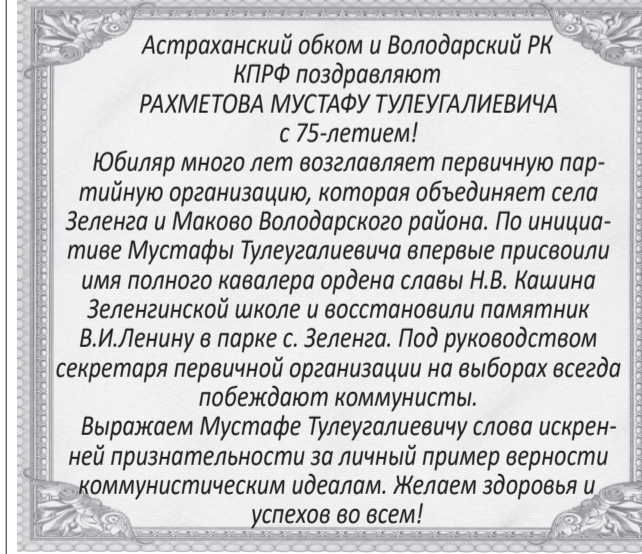 Астраханский обком и Володарский РК
КПРФ поздравляют
РАХМЕТОВА МУСТАФУ ТУЛЕУГАЛИЕВИЧА
с 75-летием!
Юбиляр много лет возглавляет первичную пар-
тийную организацию, которая объединяет села
Зеленга и Маково Володарского района. По инициа-
тиве Мустафы Тулеугалиевича впервые присвоили
имя полного кавалера ордена славы Н.В. Кашина
Зеленгинской школе и восстановили памятник
В.И.Ленину в парке с. Зеленга. Под руководством
секретаря первичной организации на выборах всегда
побеждают коммунисты.
Выражаем Мустафе Тулеугалиевичу слова искрен-
ней признательности за личный пример верности
коммунистическим идеалам. Желаем здоровья и
успехов во всем!